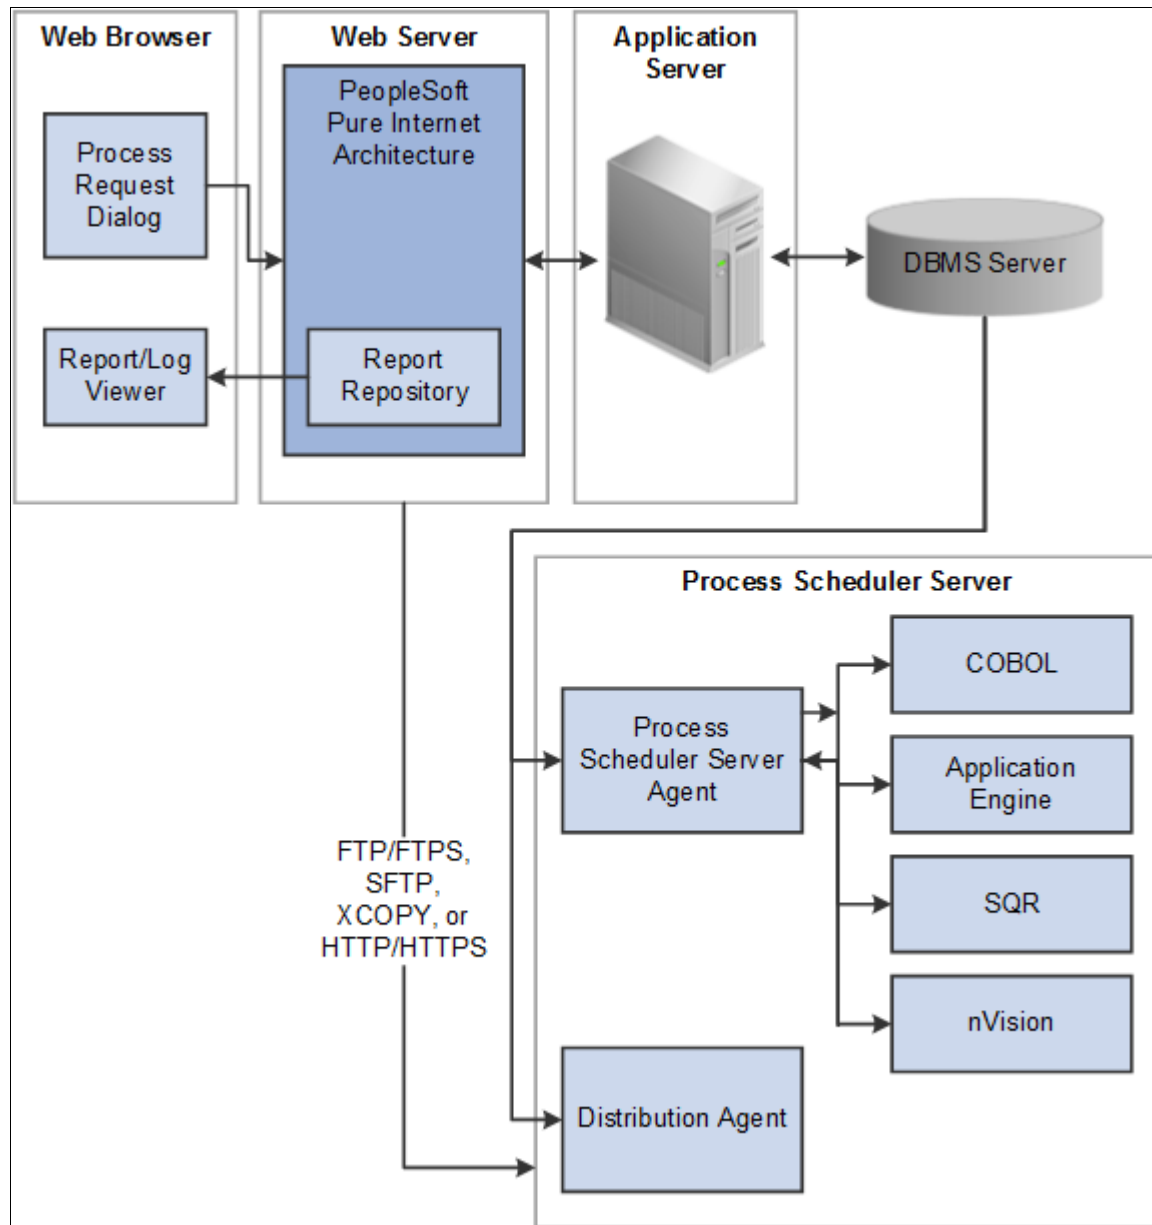 Web Browser
Web Server
Application
Server
Process
Request
Dialog
PeopleSoft
Pure Internet
Architecture
DBMS Server
Report/Log
Viewer
Report
Repository
Process Scheduler Server
Process
Scheduler Server
Agent
COBOL
Application
Engine
SQR
nVision
FTP/FTPS,
SFTP,
XCOPY, or
HTTP/HTTPS
Distribution Agent